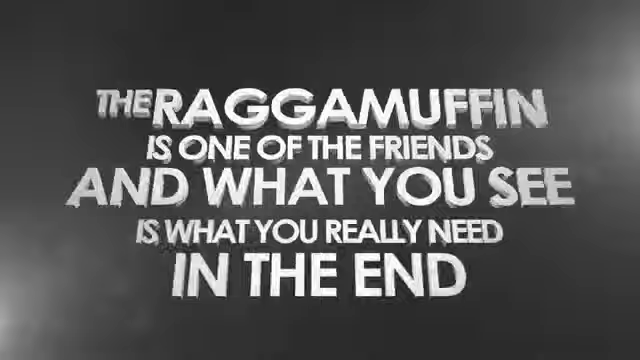 THE RAGGAMUFFIN
IS ONE OF THE FRIENDS
AND WHAT YOU SEE
IS WHAT YOU REALLY NEED
IN THE END